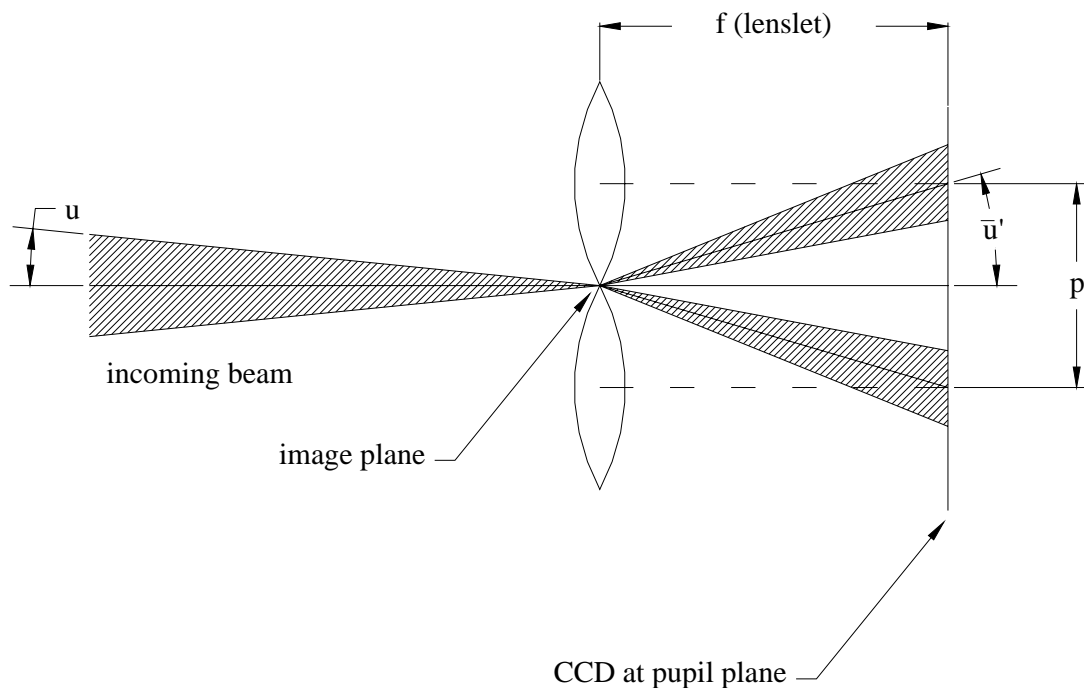 f (lenslet)
u
ū'
p
incoming beam
image plane
CCD at pupil plane